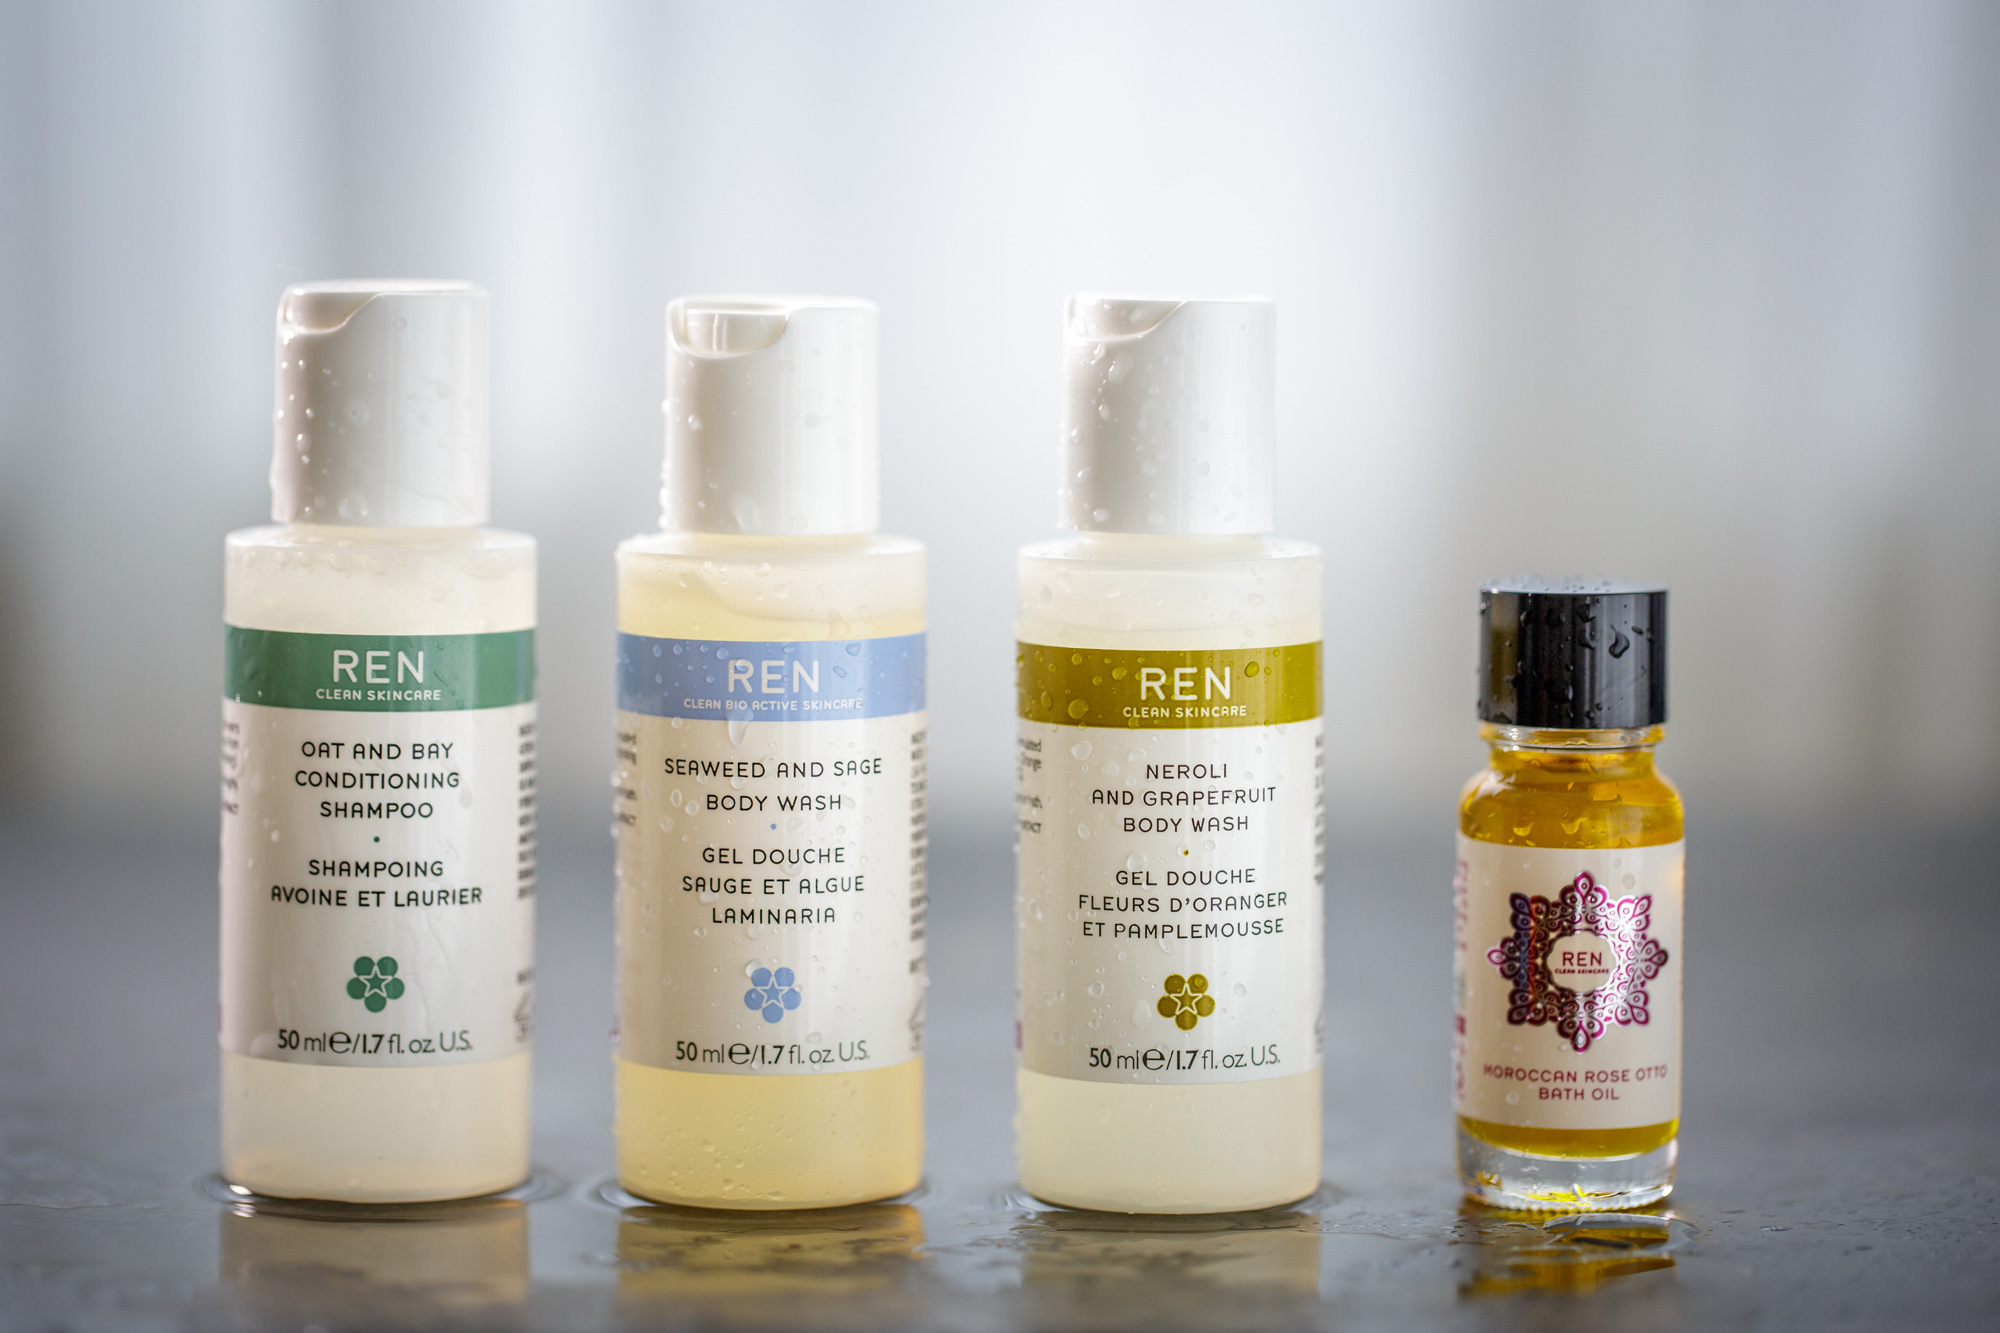 REN
CLEAN SKINCARE
OAT AND BAY
CONDITIONING
SHAMPOO
SHAMPOING
AVOINE ET LAURIER
50 ml℮/1.7 fl. oz. U.S.
REN
CLEAN BIO ACTIVE SKINCARE
SEAWEED AND SAGE
BODY WASH
GEL DOUCHE
SAUGE ET ALGUE
LAMINARIA
50 ml℮/1.7 fl. oz. U.S.
REN
CLEAN SKINCARE
NEROLI
AND GRAPEFRUIT
BODY WASH
GEL DOUCHE
FLEURS D'ORANGER
ET PAMPLEMOUSSE
50 ml℮/1.7 fl. oz. U.S.
REN
CLEAN SKINCARE
MOROCCAN ROSE OTTO
BATH OIL